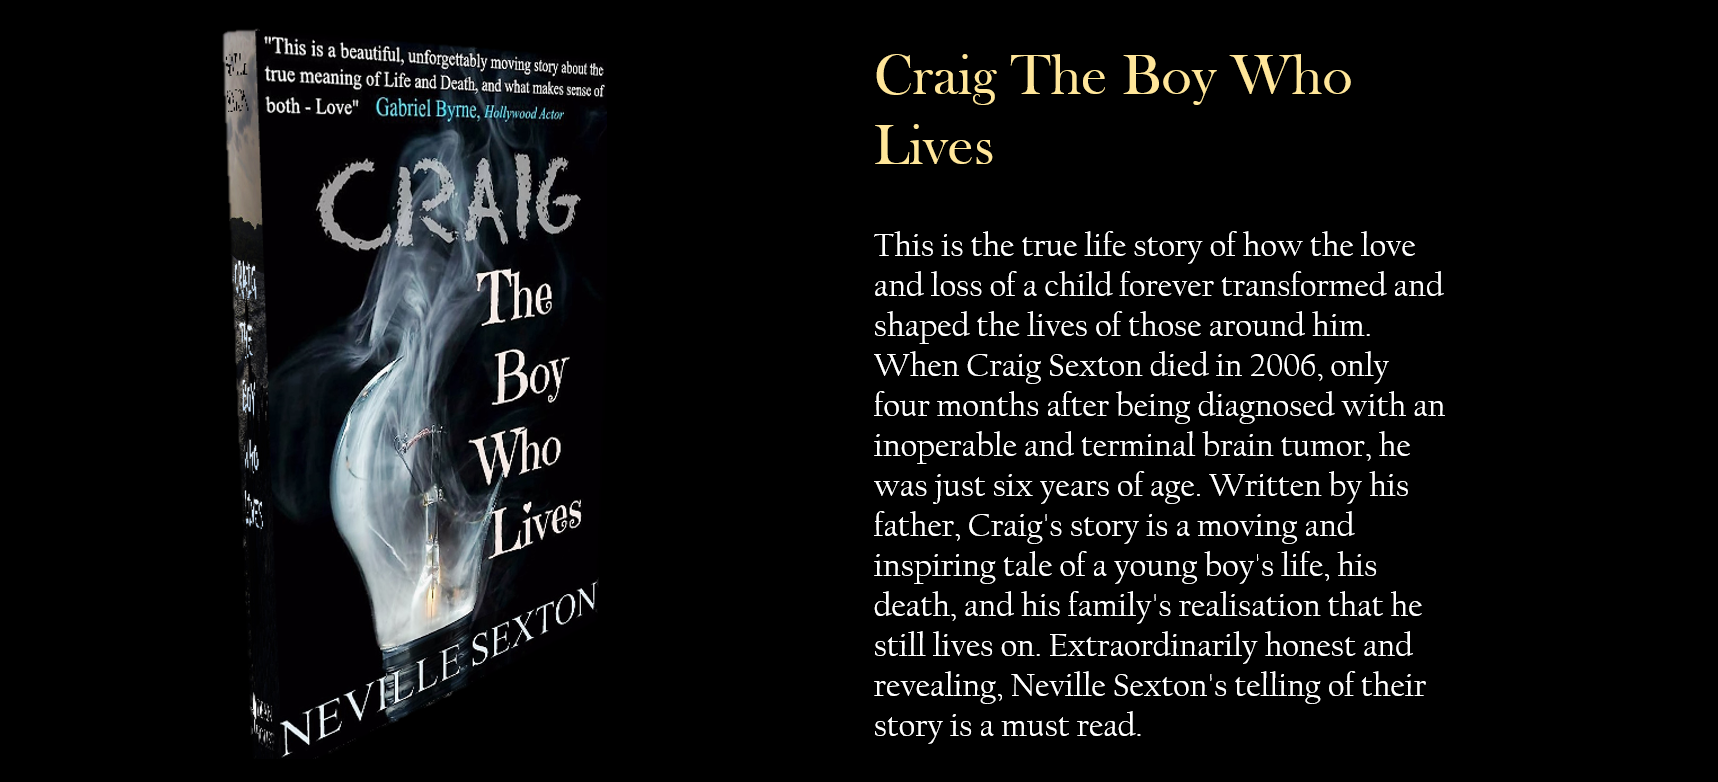 "This is a beautiful, unforgettably moving story about the
true meaning of Life and Death, and what makes sense of
both - Love" Gabriel Byrne, Hollywood Actor
CRAIG
The
Boy
Who
Lives
NEVILLE SEXTON
CRAIG
THE
BOY
WHO
LIVES
Craig The Boy Who
Lives
This is the true life story of how the love
and loss of a child forever transformed and
shaped the lives of those around him.
When Craig Sexton died in 2006, only
four months after being diagnosed with an
inoperable and terminal brain tumor, he
was just six years of age. Written by his
father, Craig's story is a moving and
inspiring tale of a young boy's life, his
death, and his family's realisation that he
still lives on. Extraordinarily honest and
revealing, Neville Sexton's telling of their
story is a must read.